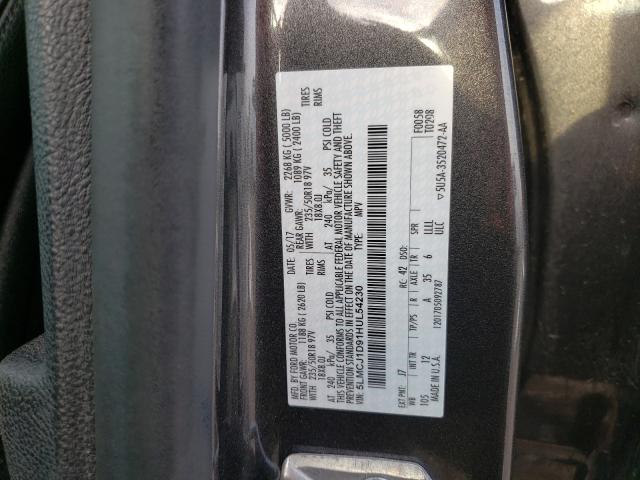 MFD. BY FORD MOTOR CO.
DATE: 05/17 GVWR: 2268 KG ( 5000 LB)
FRONT GAWR: 1188 KG ( 2620 LB) REAR GAWR: 1089 KG ( 2400 LB)
WITH 235/50R18 97V TIRES WITH 235/50R18 97V TIRES
18X8.0J RIMS 18X8.0J RIMS
AT 240 kPa/ 35 PSI COLD AT 240 kPa/ 35 PSI COLD
THIS VEHICLE CONFORMS TO ALL APPLICABLE FEDERAL MOTOR VEHICLE SAFETY AND THEFT
PREVENTION STANDARDS IN EFFECT ON THE DATE OF MANUFACTURE SHOWN ABOVE.
VIN: 5LMCJ1D91HUL54230
TYPE: MPV
F0058
T0208
EXT PNT: J7 RC: 42 DSO:
WB INT TR TP/PS R AXLE TR SPR
105 12 A 35 6 LLLL
ULC
MADE IN U.S.A.
1201705092787
▽5U5A-3520472-AA